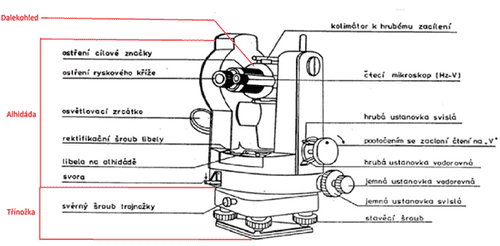 Dalekohled
kolimátor k hrubému zacílení
ostření cílové značky
ostření ryskového kříže
čtecí mikroskop (Hz-V)
Alhidáda
osvětlovací zrcátko
hrubá ustanovka svislá
rektifikační šroub libely
pootočením se zacloní čtení na „V"
libela na alhidádě
hrubá ustanovka vodorovná
svora
jemná ustanovka vodorovná
Třínožka
svěrný šroub trojnožky
jemná ustanovka svislá
stavěcí šroub